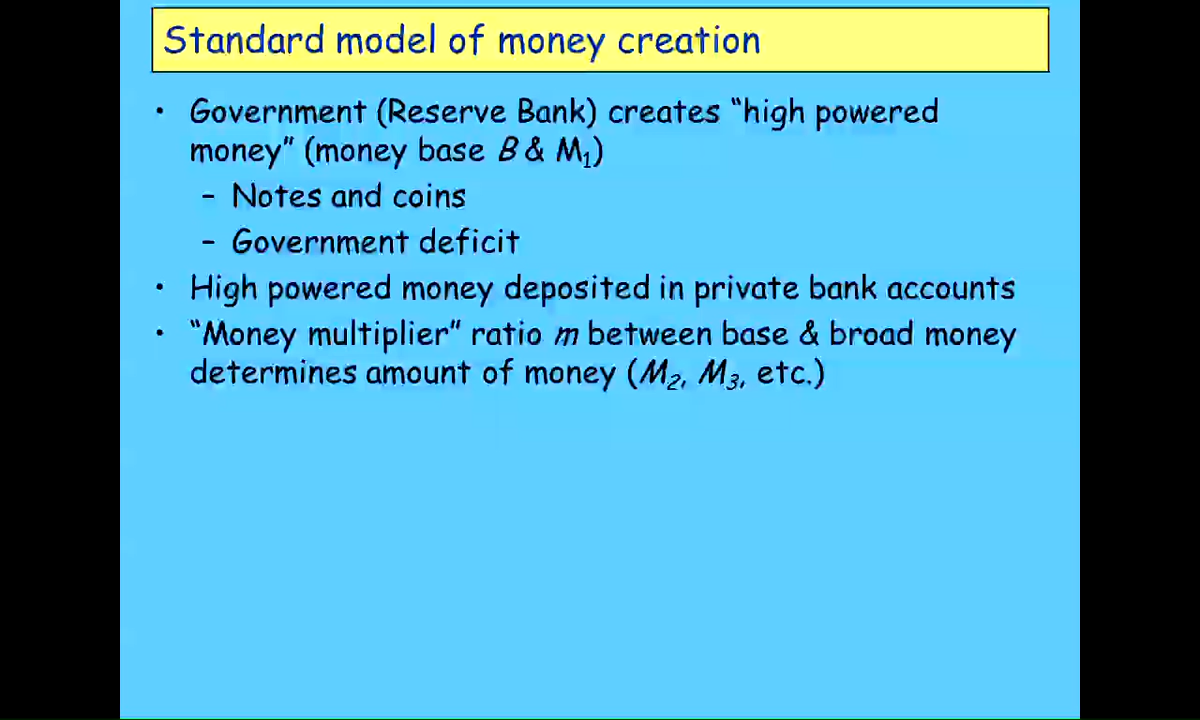 Standard model of money creation
• Government (Reserve Bank) creates “high powered
money” (money base B & M₁)
– Notes and coins
– Government deficit
• High powered money deposited in private bank accounts
• “Money multiplier” ratio m between base & broad money
determines amount of money (M₂, M₃, etc.)